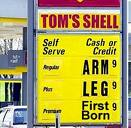 TOM'S SHELL
Self Serve
Cash or Credit
Regular ARM 9
Plus LEG 9
Premium First Born 9